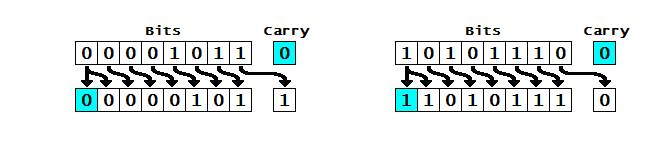 Bits Carry Bits Carry
0 0 0 0 1 0 1 1 0 1 0 1 0 1 1 1 0 0
0 0 0 0 0 1 0 1 1 1 1 0 1 0 1 1 1 0